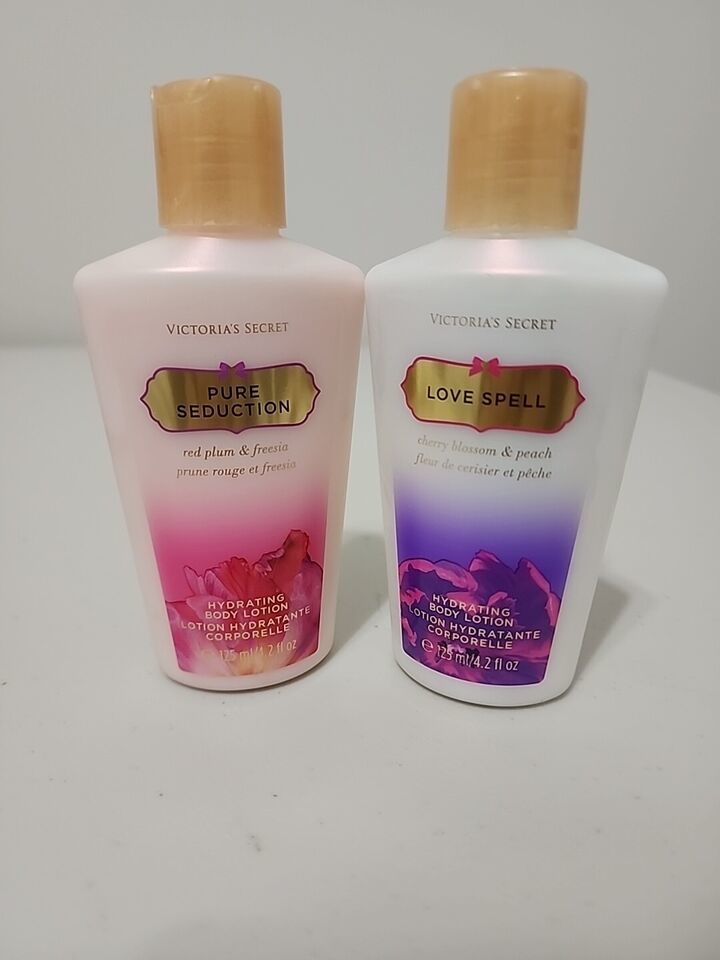 VICTORIA'S SECRET
PURE
SEDUCTION
red plum & freesia
prune rouge et freesia
HYDRATING
BODY LOTION
LOTION HYDRATANTE
CORPORELLE
℮ 125 ml/4.2 fl oz
VICTORIA'S SECRET
LOVE SPELL
cherry blossom & peach
fleur de cerisier et pêche
HYDRATING
BODY LOTION
LOTION HYDRATANTE
CORPORELLE
℮ 125 ml/4.2 fl oz